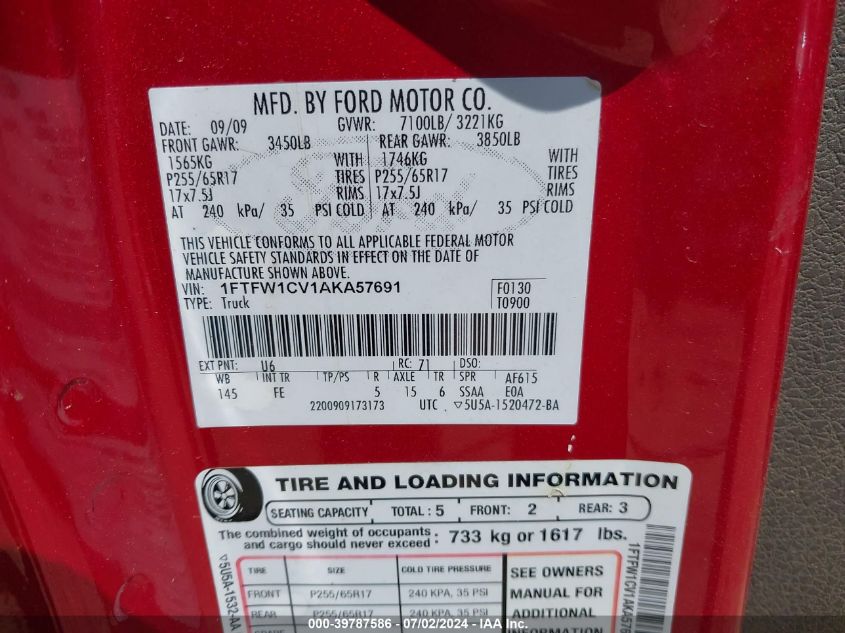 MFD. BY FORD MOTOR CO.
DATE: 09/09 GVWR: 7100LB/ 3221KG
FRONT GAWR: 3450LB REAR GAWR: 3850LB
1565KG WITH 1746KG WITH
P255/65R17 TIRES P255/65R17 TIRES
17x7.5J RIMS 17x7.5J RIMS
AT 240 kPa/ 35 PSI COLD AT 240 kPa/ 35 PSI COLD
THIS VEHICLE CONFORMS TO ALL APPLICABLE FEDERAL MOTOR
VEHICLE SAFETY STANDARDS IN EFFECT ON THE DATE OF
MANUFACTURE SHOWN ABOVE.
VIN: 1FTFW1CV1AKA57691 F0130
TYPE: Truck T0900
EXT PNT: U6 RC: 71 DSO:
WB INT TR TP/PS R AXLE TR SPR AF615
145 FE 5 15 6 SSAA E0A
2200909173173 UTC ▽5U5A-1520472-BA
TIRE AND LOADING INFORMATION
SEATING CAPACITY TOTAL : 5 FRONT: 2 REAR: 3
The combined weight of occupants
and cargo should never exceed : 733 kg or 1617 lbs.
TIRE SIZE COLD TIRE PRESSURE SEE OWNERS
FRONT P255/65R17 240 KPA, 35 PSI MANUAL FOR
REAR P255/65R17 240 KPA, 35 PSI ADDITIONAL
INFORMATION
▽5U5A-1532-AA
1FTFW1CV1AKA576
000-39787586 - 07/02/2024 - IAA Inc.